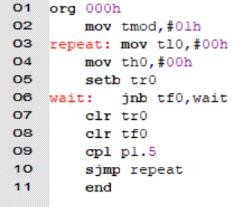 01 org 000h
02 mov tmod,#01h
03 repeat: mov tl0,#00h
04 mov th0,#00h
05 setb tr0
06 wait: jnb tf0,wait
07 clr tr0
08 clr tf0
09 cpl p1.5
10 sjmp repeat
11 end